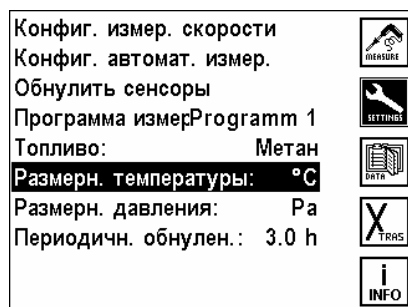 Конфиг. измер. скорости
Конфиг. автомат. измер.
Обнулить сенсоры
Программа измерProgramm 1
Топливо: Метан
Размерн. температуры: °C
Размерн. давления: Pa
Периодичн. обнулен.: 3.0 h
MEASURE
SETTINGS
DATA
XTRAS
i
INFO